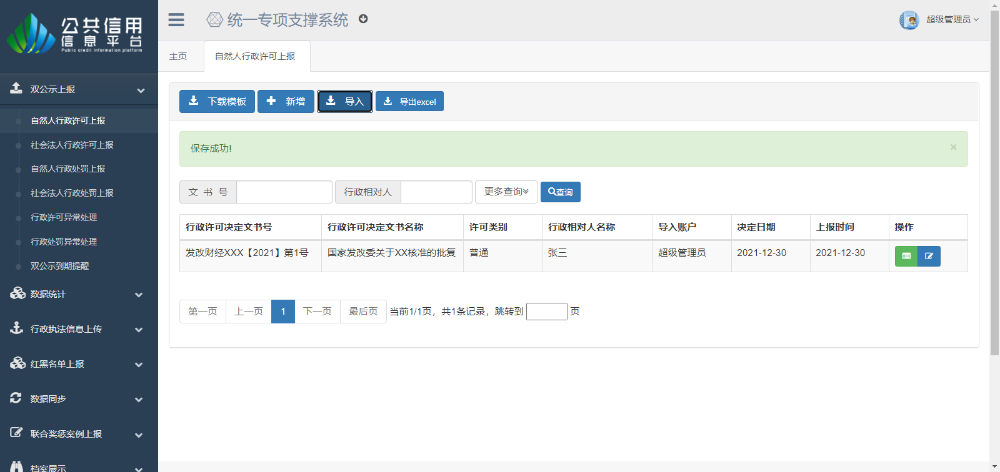 公共信用
信息平台
Public credit information platform
统一专项支撑系统
超级管理员
主页
自然人行政许可上报
双公示上报
自然人行政许可上报
社会法人行政许可上报
自然人行政处罚上报
社会法人行政处罚上报
行政许可异常处理
行政处罚异常处理
双公示到期提醒
数据统计
行政执法信息上传
红黑名单上报
数据同步
联合奖惩案例上报
档案展示
下载模板 新增 导入 导出excel
保存成功!
×
文 书 号 行政相对人 更多查询 查询
行政许可决定文书号 行政许可决定文书名称 许可类别 行政相对人名称 导入账户 决定日期 上报时间 操作
发改财经XXX【2021】第1号 国家发改委关于XX核准的批复 普通 张三 超级管理员 2021-12-30 2021-12-30
第一页 上一页 1 下一页 最后页 当前1/1页，共1条记录，跳转到 页